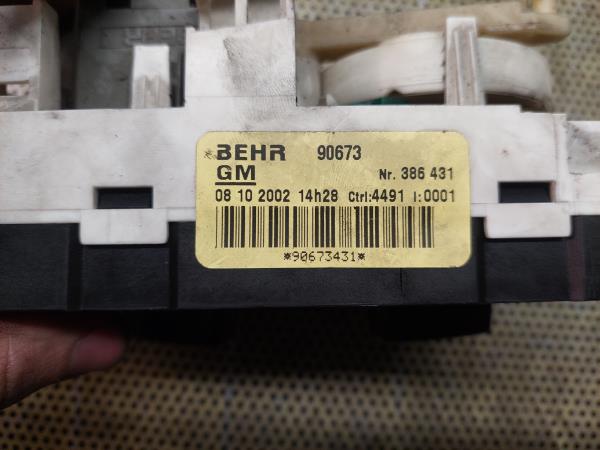 BEHR 90673
GM Nr. 386 431
08 10 2002 14h28 Ctrl:4491 I:0001
*90673431*